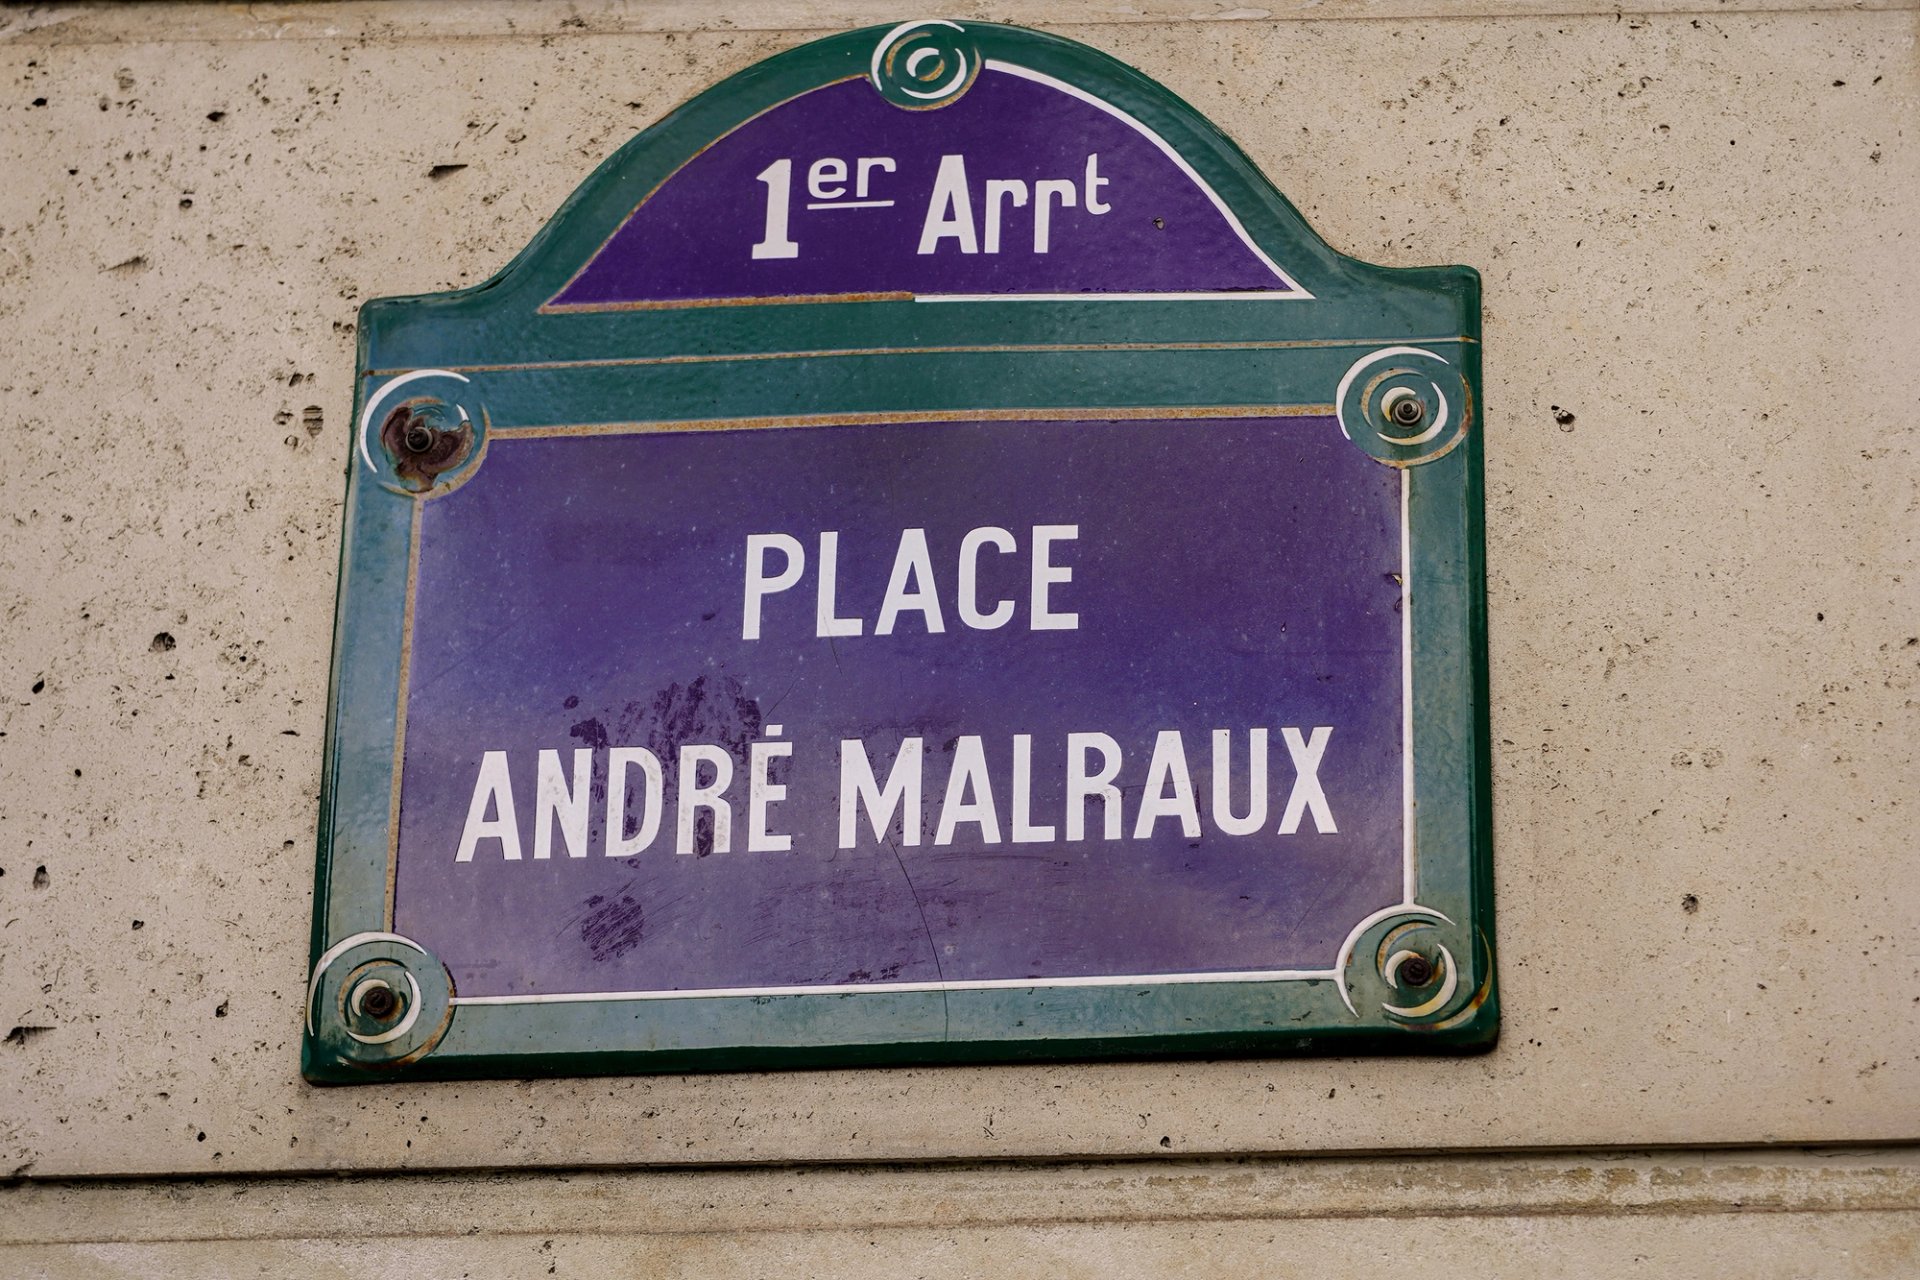 1er Arrt
PLACE
ANDRÉ MALRAUX